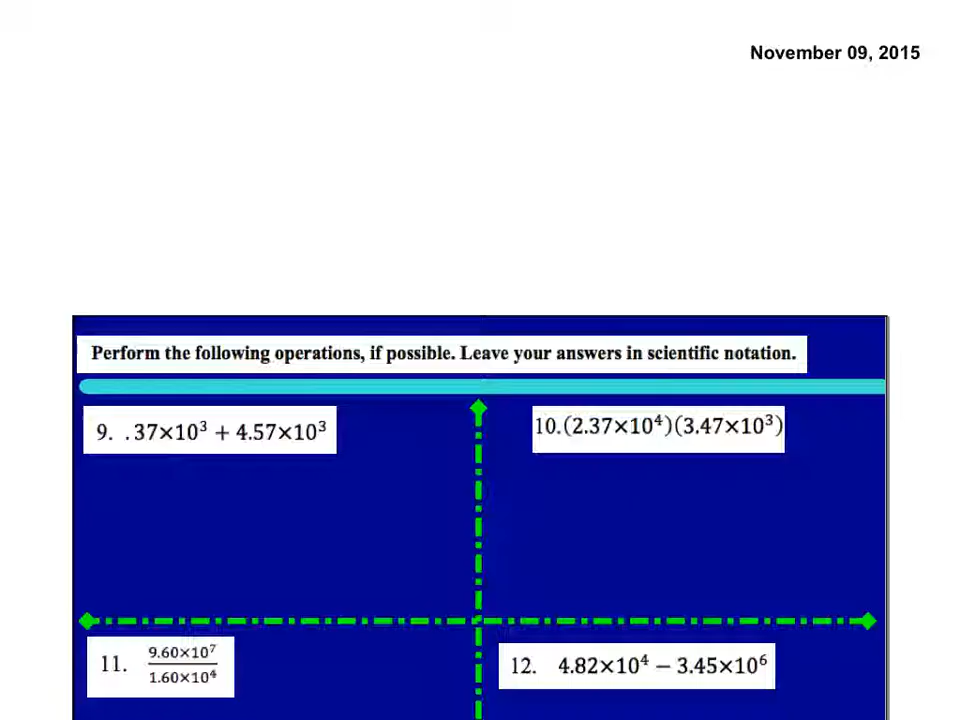 November 09, 2015
Perform the following operations, if possible. Leave your answers in scientific notation.
9. .37×10³ + 4.57×10³
10.(2.37×10⁴)(3.47×10³)
11. 9.60×10⁷
1.60×10⁴
12. 4.82×10⁴ − 3.45×10⁶